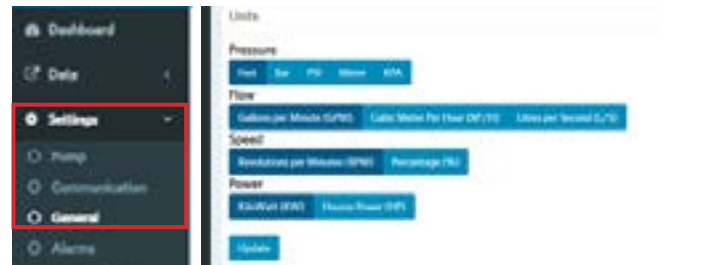 Dashboard
Data
Settings
Pump
Communication
General
Alarms
Units
Pressure
Feet Bar PSI Meter KPA
Flow
Gallons per Minute (GPM) Cubic Meter Per Hour (M³/H) Litres per Second (L/S)
Speed
Revolutions per Minutes (RPM) Percentage (%)
Power
KiloWatt (KW) Horse Power (HP)
Update